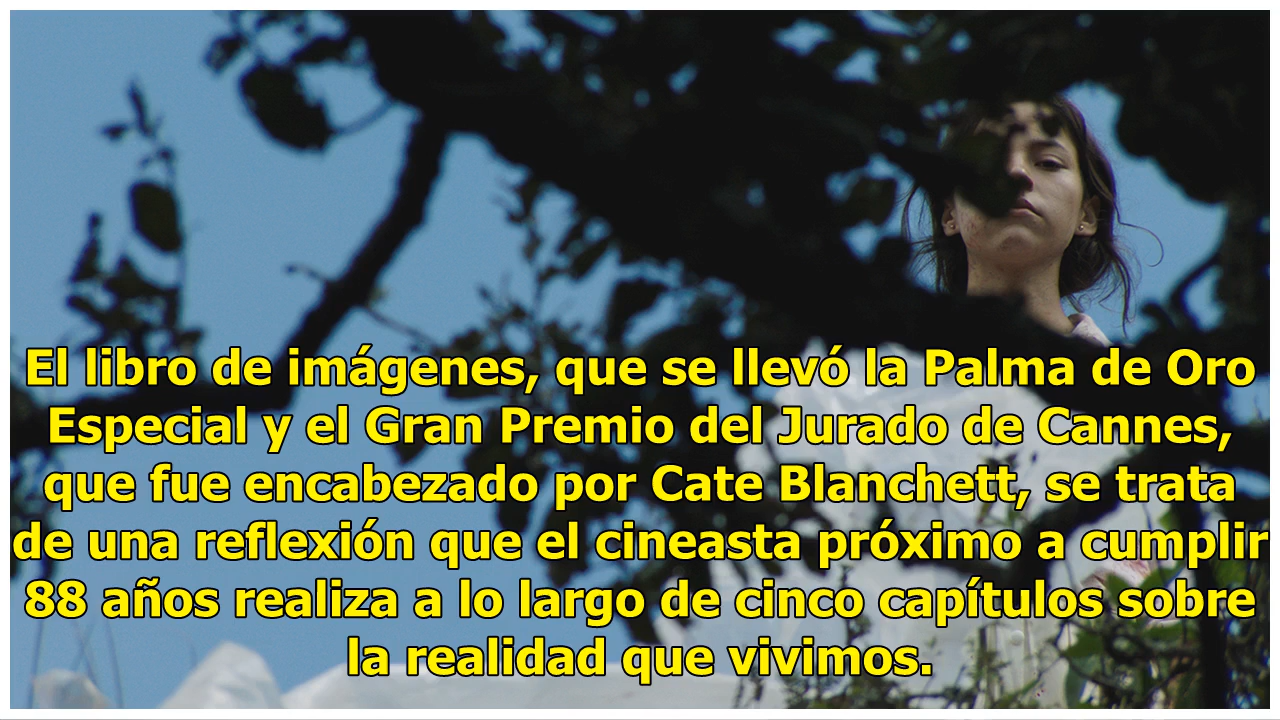 El libro de imágenes, que se llevó la Palma de Oro
Especial y el Gran Premio del Jurado de Cannes,
que fue encabezado por Cate Blanchett, se trata
de una reflexión que el cineasta próximo a cumplir
88 años realiza a lo largo de cinco capítulos sobre
la realidad que vivimos.